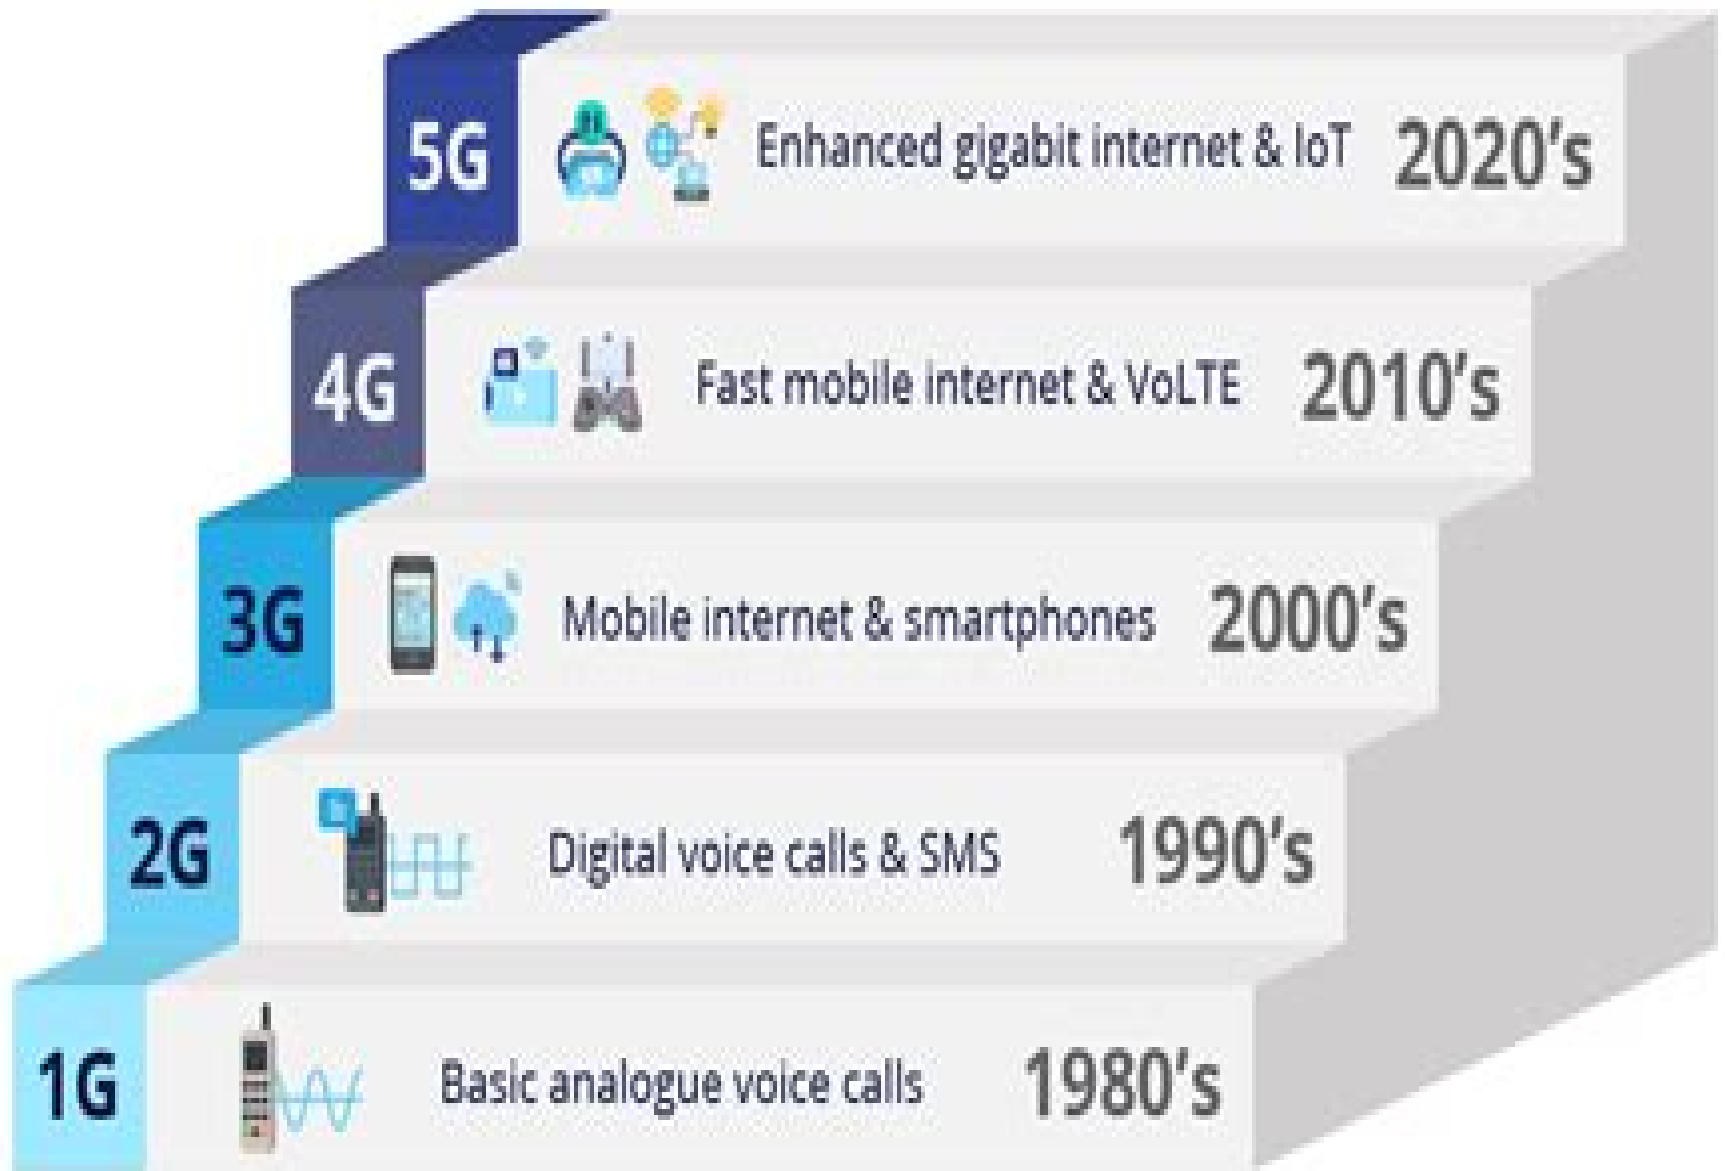 5G Enhanced gigabit internet & IoT 2020's
4G Fast mobile internet & VoLTE 2010's
3G Mobile internet & smartphones 2000's
2G Digital voice calls & SMS 1990's
1G Basic analogue voice calls 1980's